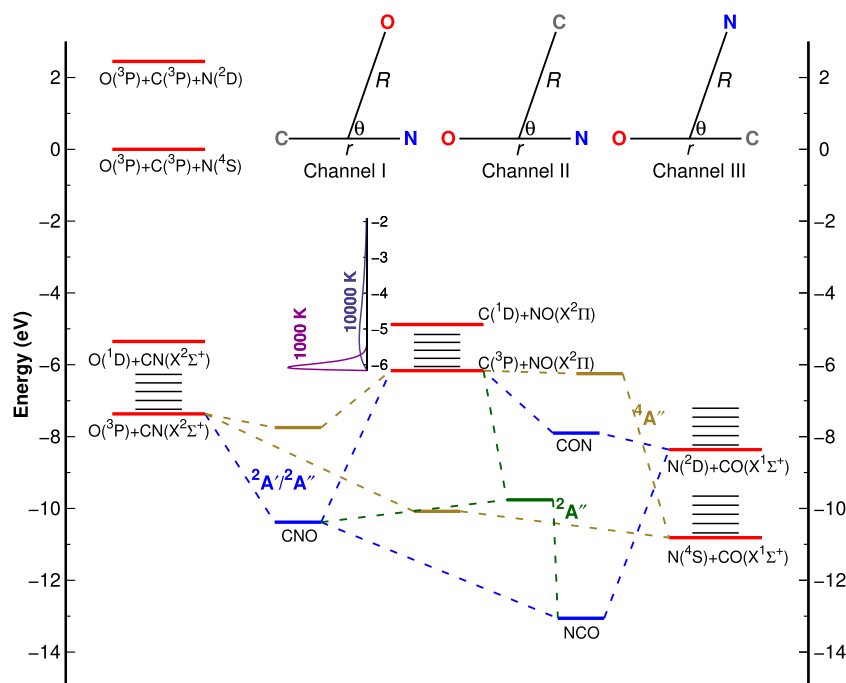 O C N
R R R
θ θ θ
C N O N O C
r r r
Channel I Channel II Channel III
2 2
O(³P)+C(³P)+N(²D)
0 0
O(³P)+C(³P)+N(⁴S)
−2 −2
−2
−3
−4 −4
−4
1000 K
10000 K
−5
−6
C(¹D)+NO(X²Π)
O(¹D)+CN(X²Σ⁺)
C(³P)+NO(X²Π)
−6 −6
O(³P)+CN(X²Σ⁺)
⁴A″
−8 −8
CON
N(²D)+CO(X¹Σ⁺)
²A′/²A″
−10 −10
²A″
CNO
N(⁴S)+CO(X¹Σ⁺)
−12 −12
NCO
−14 −14
Energy (eV)